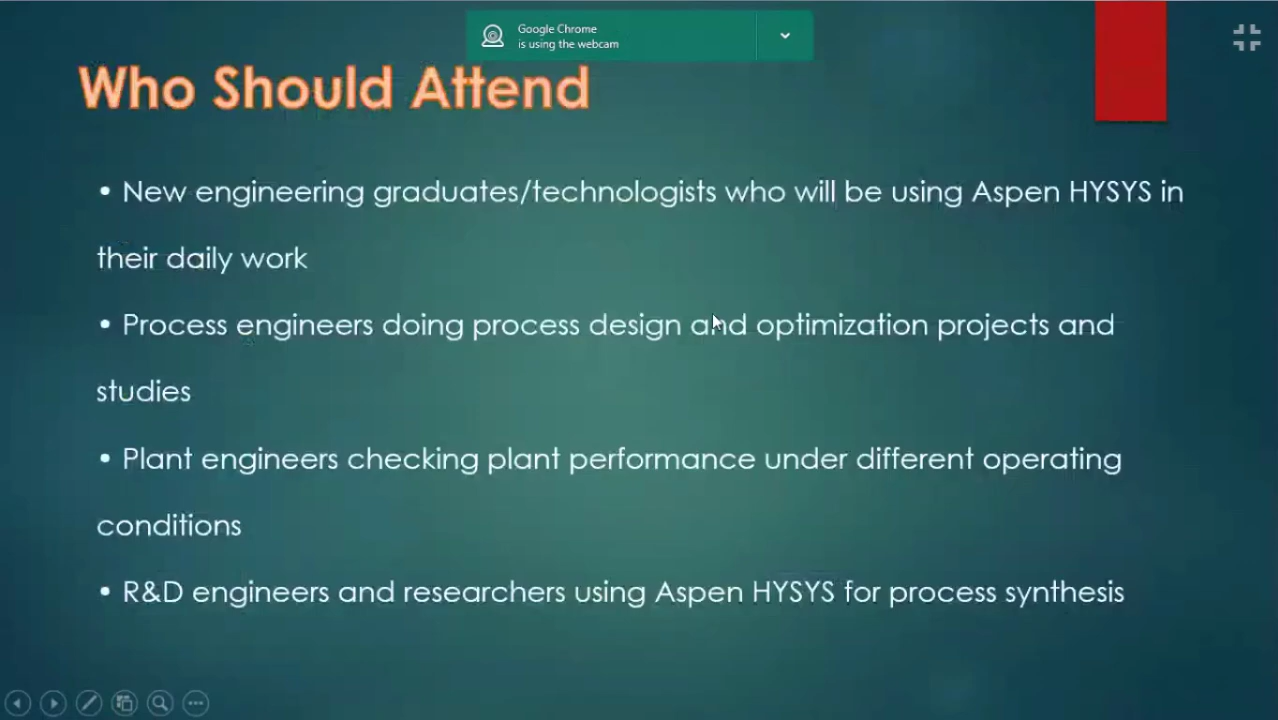 Google Chrome
is using the webcam
Who Should Attend
• New engineering graduates/technologists who will be using Aspen HYSYS in
their daily work
• Process engineers doing process design and optimization projects and
studies
• Plant engineers checking plant performance under different operating
conditions
• R&D engineers and researchers using Aspen HYSYS for process synthesis